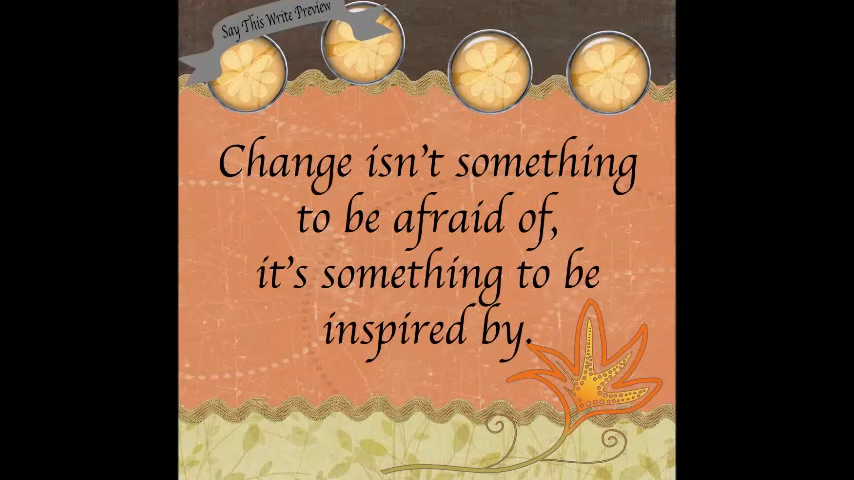 Say This Write Preview
Change isn't something
to be afraid of,
it's something to be
inspired by.